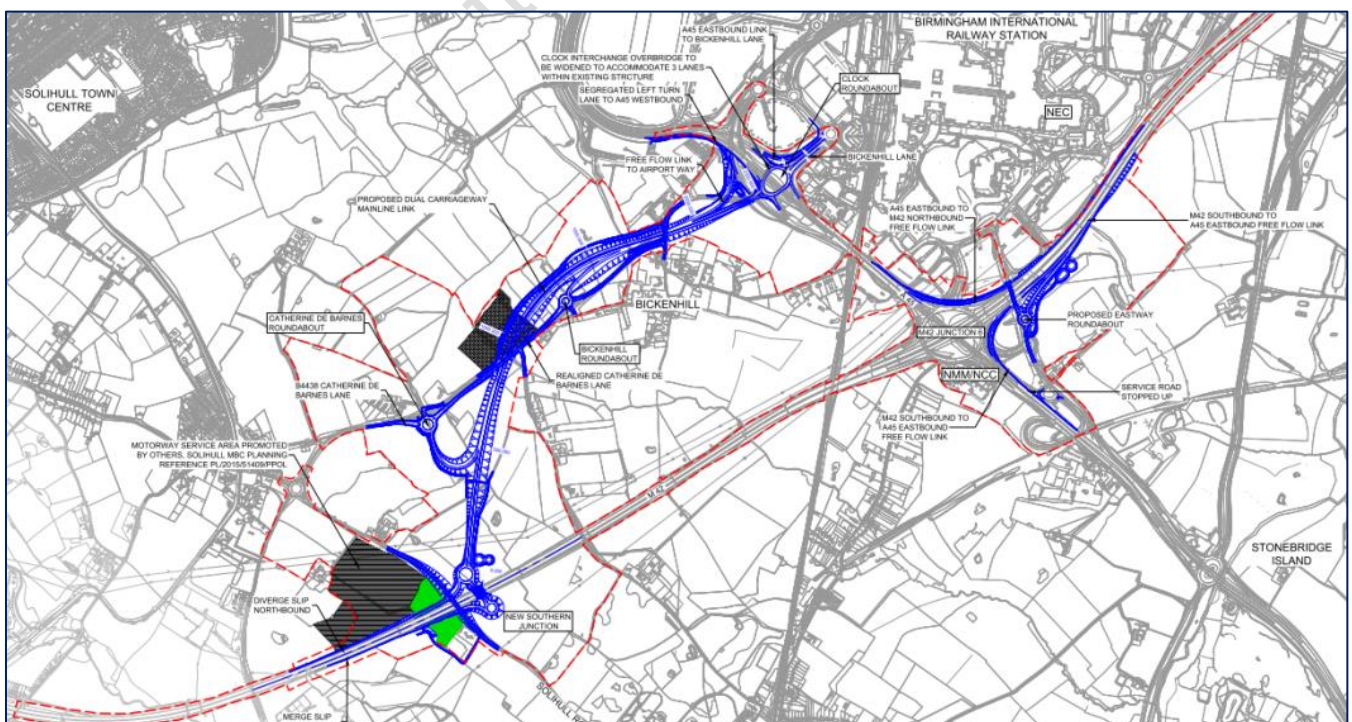 BIRMINGHAM INTERNATIONAL
RAILWAY STATION
A45 EASTBOUND LINK
TO BICKENHILL LANE
CLOCK INTERCHANGE OVERBRIDGE TO
BE WIDENED TO ACCOMMODATE 3 LANES
WITHIN EXISTING STRCTURE
CLOCK
ROUNDABOUT
SOLIHULL TOWN
CENTRE
SEGREGATED LEFT TURN
LANE TO A45 WESTBOUND
NEC
BICKENHILL LANE
FREE FLOW LINK
TO AIRPORT WAY
PROPOSED DUAL CARRIAGEWAY
MAINLINE LINK
A45 EASTBOUND TO
M42 NORTHBOUND
FREE FLOW LINK
M42 SOUTHBOUND TO
A45 EASTBOUND FREE FLOW LINK
A 45
BICKENHILL
CATHERINE DE BARNES
ROUNDABOUT
PROPOSED EASTWAY
ROUNDABOUT
M42 JUNCTION 6
BICKENHILL
ROUNDABOUT
REALIGNED CATHERINE DE
BARNES LANE
NMM/NCC
B4438 CATHERINE DE
BARNES LANE
SERVICE ROAD
STOPPED UP
M42 SOUTHBOUND TO
A45 EASTBOUND
FREE FLOW LINK
MOTORWAY SERVICE AREA PROMOTED
BY OTHERS. SOLIHULL MBC PLANNING
REFERENCE PL/2015/51409/PPOL
M 42
STONEBRIDGE
ISLAND
DIVERGE SLIP
NORTHBOUND
NEW SOUTHERN
JUNCTION
SOLIHULL
MERGE SLIP